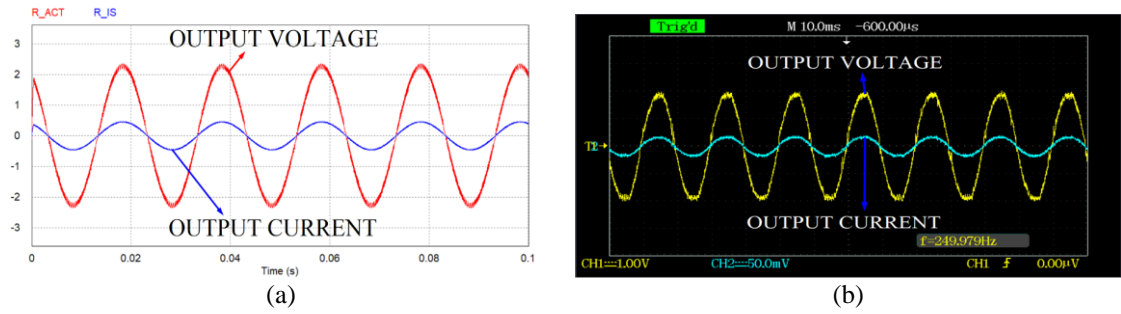 R_ACT R_IS
OUTPUT VOLTAGE
3
2
1
0
-1
-2
-3
OUTPUT CURRENT
0 0.02 0.04 0.06 0.08 0.1
Time (s)
(a)
Trig'd M 10.0ms -600.00µs
OUTPUT VOLTAGE
OUTPUT CURRENT
f=249.979Hz
CH1 1.00V CH2 50.0mV CH1 0.00µV
(b)